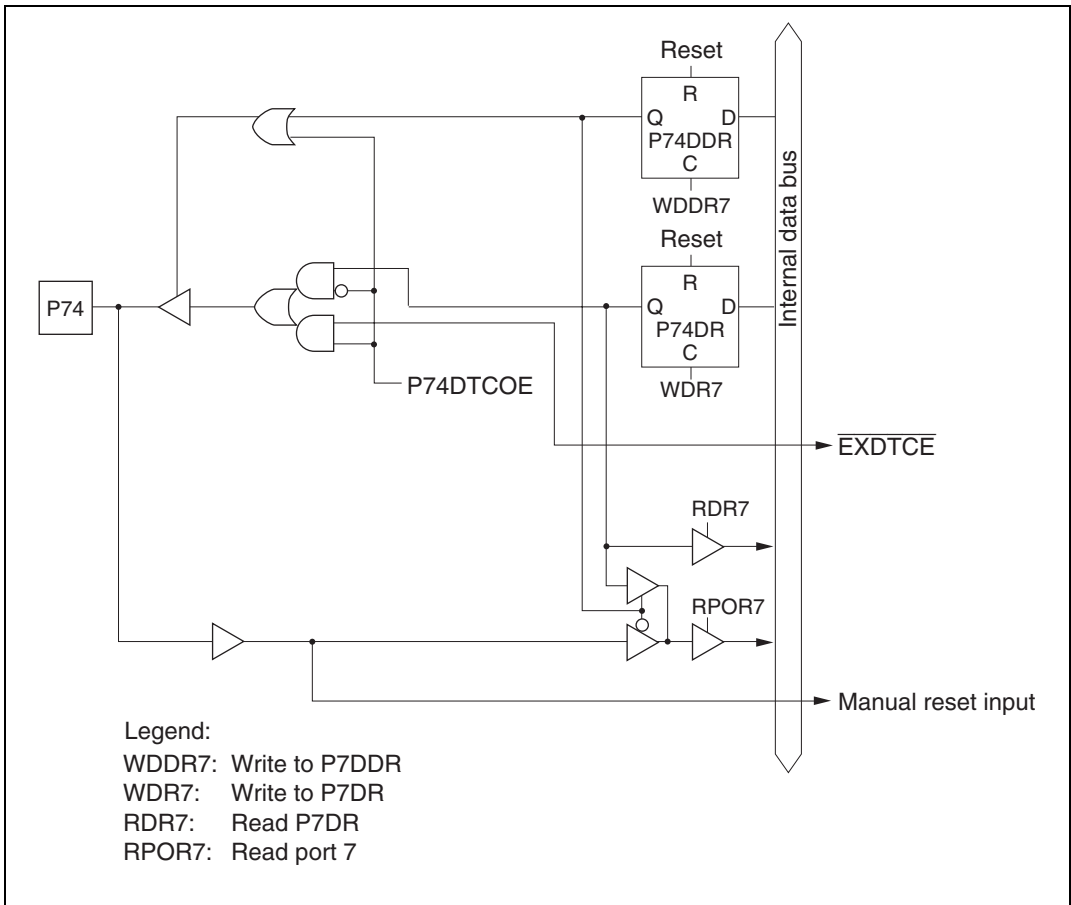 Reset
R
Q D
P74DDR
C
WDDR7
Reset
R
Q D
P74DR
C
WDR7
Internal data bus
P74
P74DTCOE
EXDTCE
RDR7
RPOR7
Manual reset input
Legend:
WDDR7: Write to P7DDR
WDR7: Write to P7DR
RDR7: Read P7DR
RPOR7: Read port 7